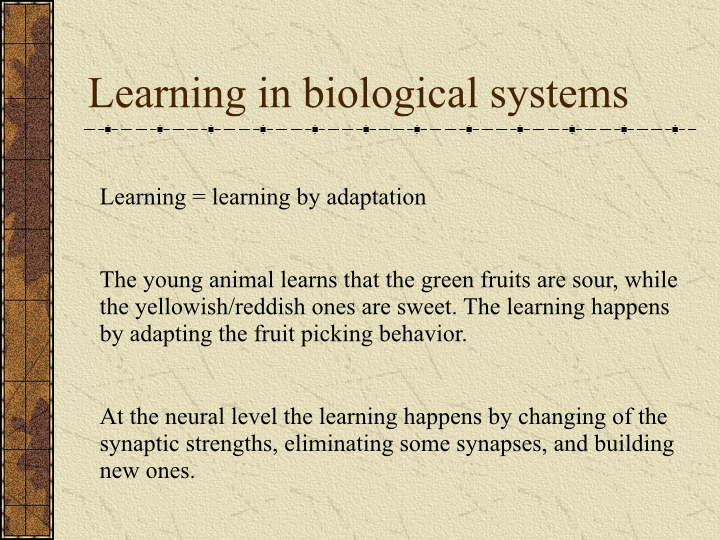 Learning in biological systems
Learning = learning by adaptation
The young animal learns that the green fruits are sour, while
the yellowish/reddish ones are sweet. The learning happens
by adapting the fruit picking behavior.
At the neural level the learning happens by changing of the
synaptic strengths, eliminating some synapses, and building
new ones.